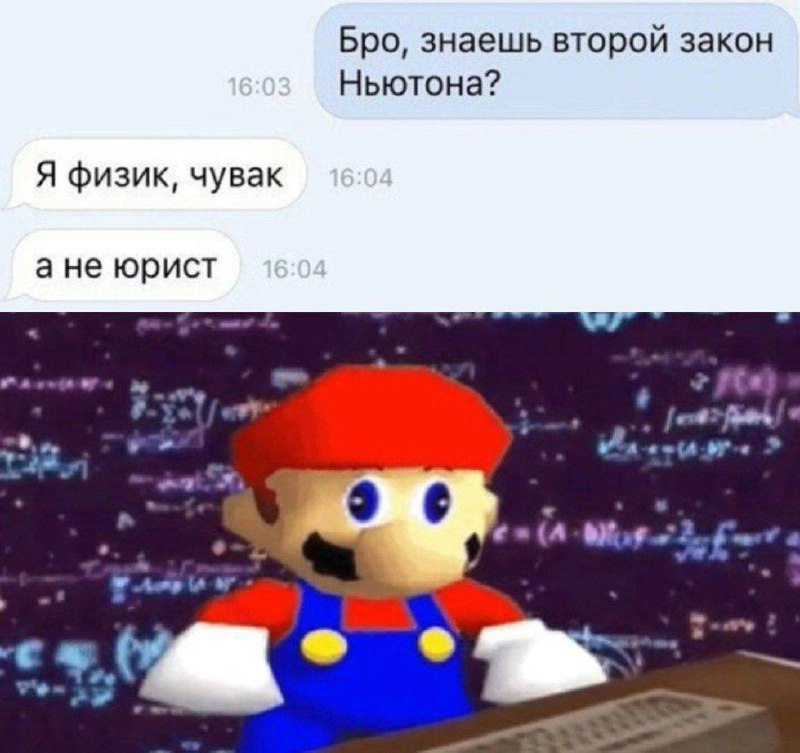 Бро, знаешь второй закон
Ньютона?
16:03
Я физик, чувак
16:04
а не юрист
16:04